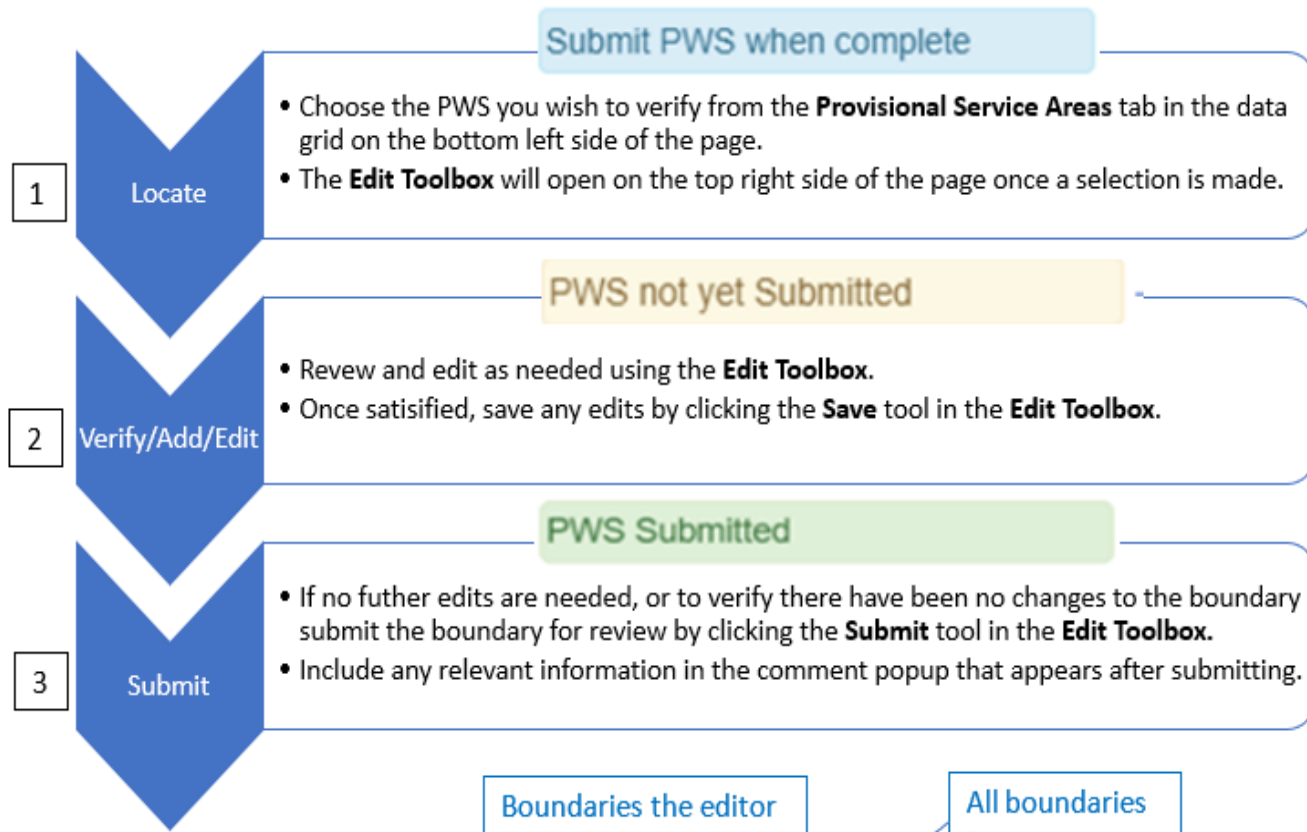 Submit PWS when complete
• Choose the PWS you wish to verify from the Provisional Service Areas tab in the data
grid on the bottom left side of the page.
• The Edit Toolbox will open on the top right side of the page once a selection is made.
1
Locate
PWS not yet Submitted
• Revew and edit as needed using the Edit Toolbox.
• Once satisified, save any edits by clicking the Save tool in the Edit Toolbox.
2
Verify/Add/Edit
PWS Submitted
• If no futher edits are needed, or to verify there have been no changes to the boundary
submit the boundary for review by clicking the Submit tool in the Edit Toolbox.
• Include any relevant information in the comment popup that appears after submitting.
3
Submit
Boundaries the editor
All boundaries